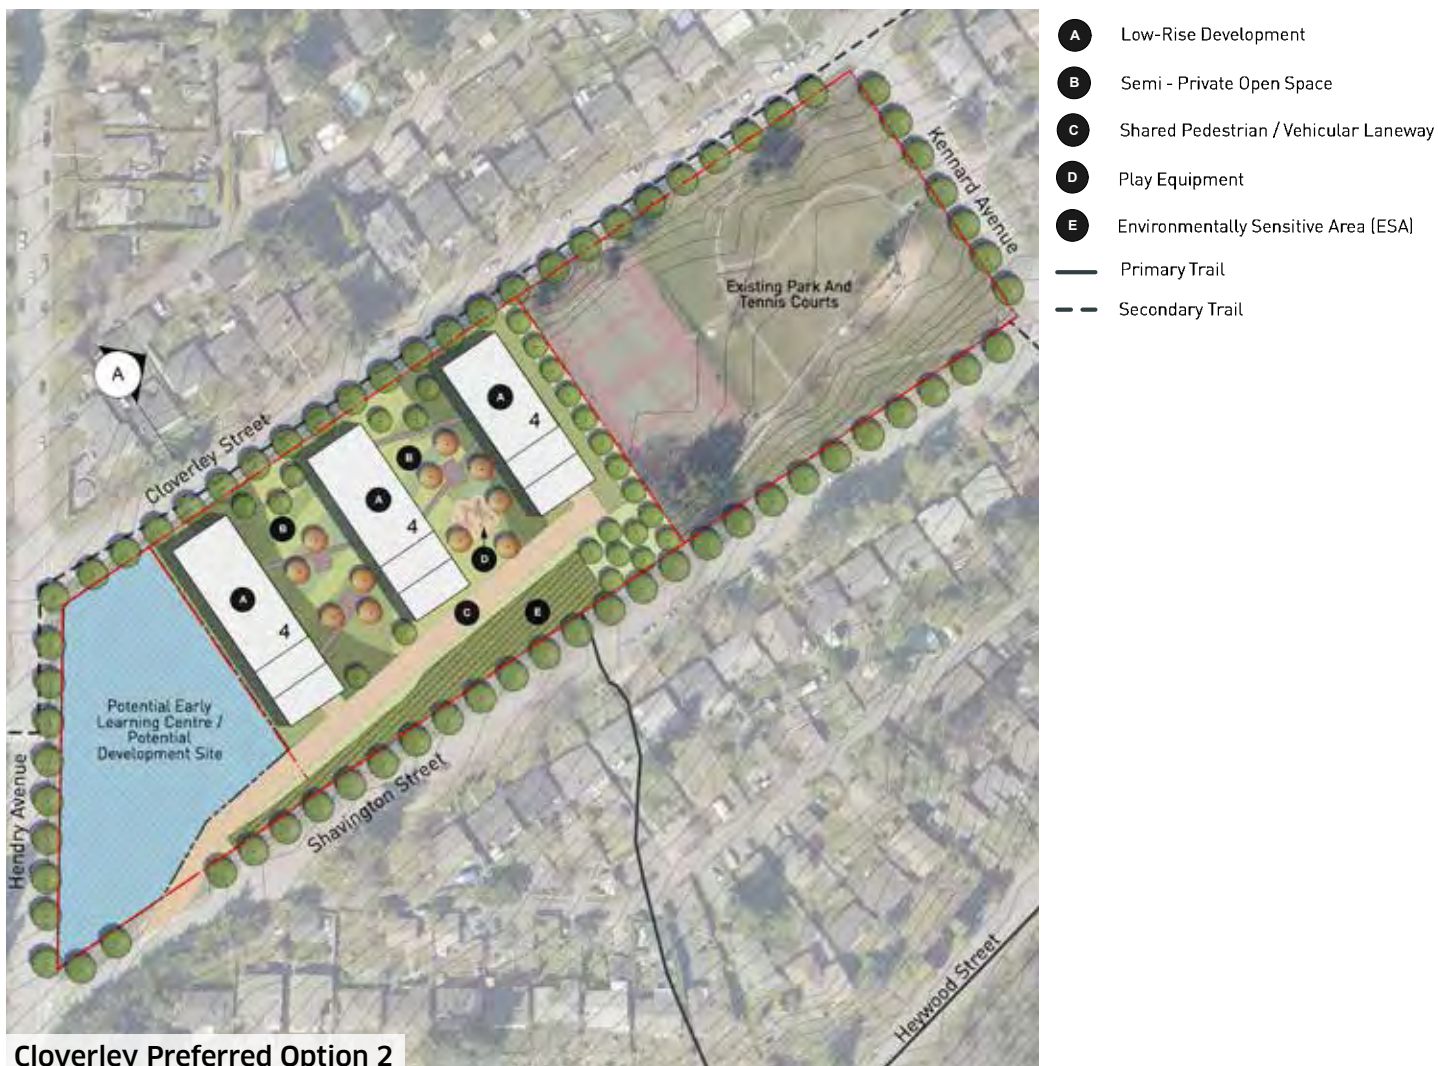 A Low-Rise Development
B Semi - Private Open Space
C Shared Pedestrian / Vehicular Laneway
D Play Equipment
E Environmentally Sensitive Area (ESA)
Primary Trail
Secondary Trail
Kennard Avenue
Existing Park And
Tennis Courts
A
Cloverley Street
A
4
B
A
4
B
D
A
4
C
E
Potential Early
Learning Centre /
Potential
Development Site
Hendry Avenue
Shavington Street
Heywood Street
Cloverley Preferred Option 2